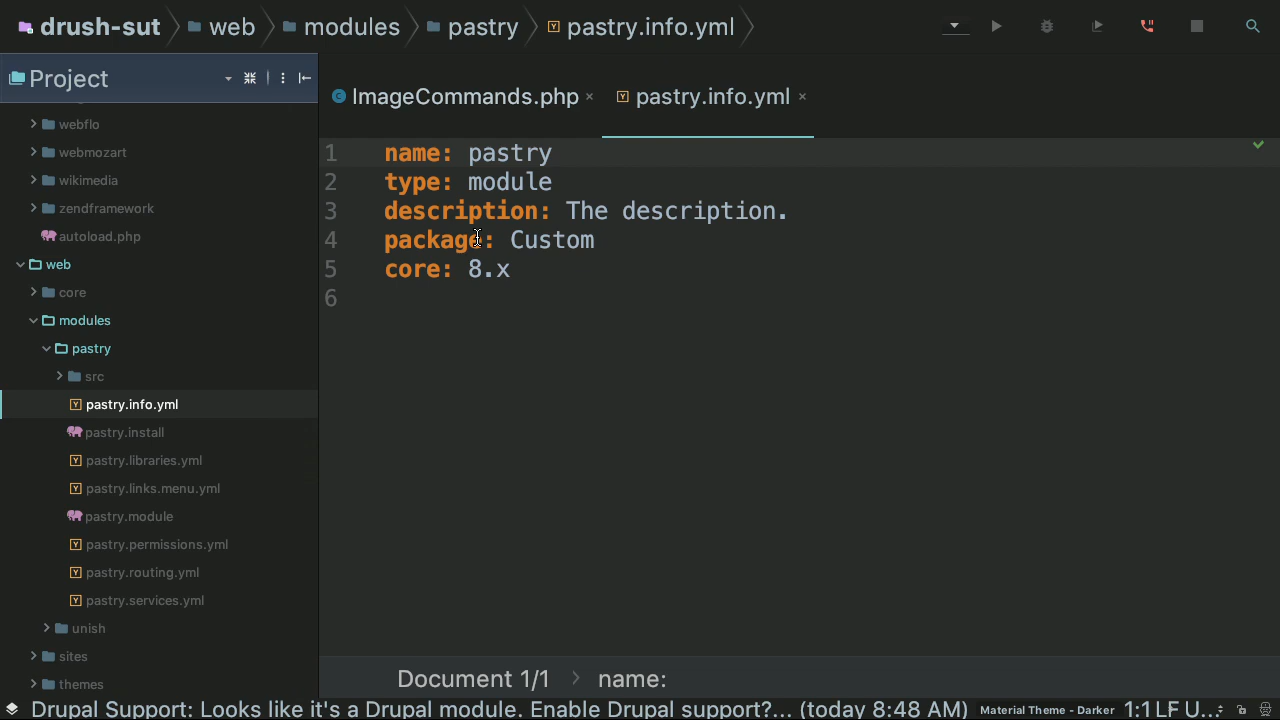 drush-sut web modules pastry pastry.info.yml
Project
ImageCommands.php
pastry.info.yml
webflo
webmozart
wikimedia
zendframework
autoload.php
web
core
modules
pastry
src
pastry.info.yml
pastry.install
pastry.libraries.yml
pastry.links.menu.yml
pastry.module
pastry.permissions.yml
pastry.routing.yml
pastry.services.yml
unish
sites
themes
1 name: pastry
2 type: module
3 description: The description.
4 package: Custom
5 core: 8.x
6
Document 1/1 name:
Drupal Support: Looks like it's a Drupal module. Enable Drupal support?... (today 8:48 AM) Material Theme - Darker 1:1 LF U...